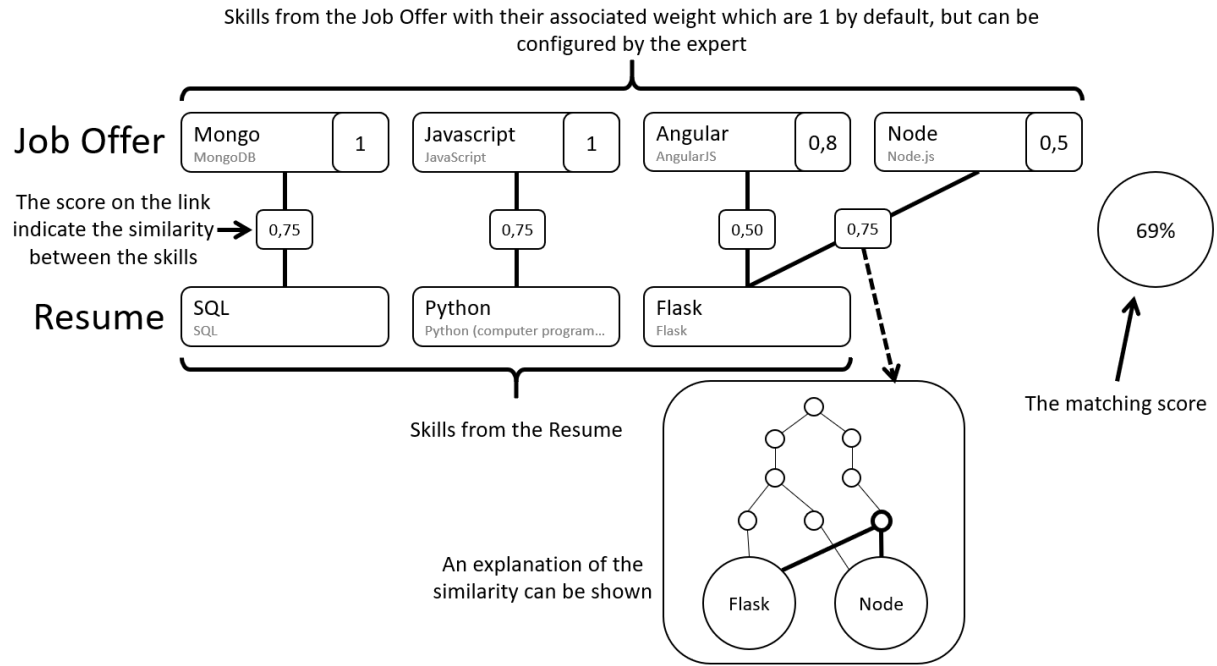 Skills from the Job Offer with their associated weight which are 1 by default, but can be
configured by the expert
Job Offer
Mongo
MongoDB
1
Javascript
JavaScript
1
Angular
AngularJS
0,8
Node
Node.js
0,5
The score on the link
indicate the similarity
between the skills
0,75
0,75
0,50
0,75
69%
Resume
SQL
SQL
Python
Python (computer program...
Flask
Flask
The matching score
Skills from the Resume
An explanation of the
similarity can be shown
Flask
Node